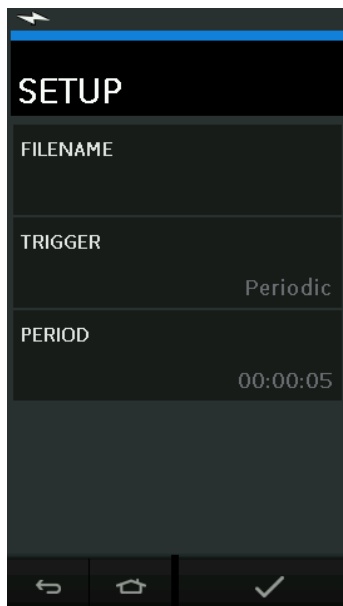 SETUP
FILENAME
TRIGGER
Periodic
PERIOD
00:00:05